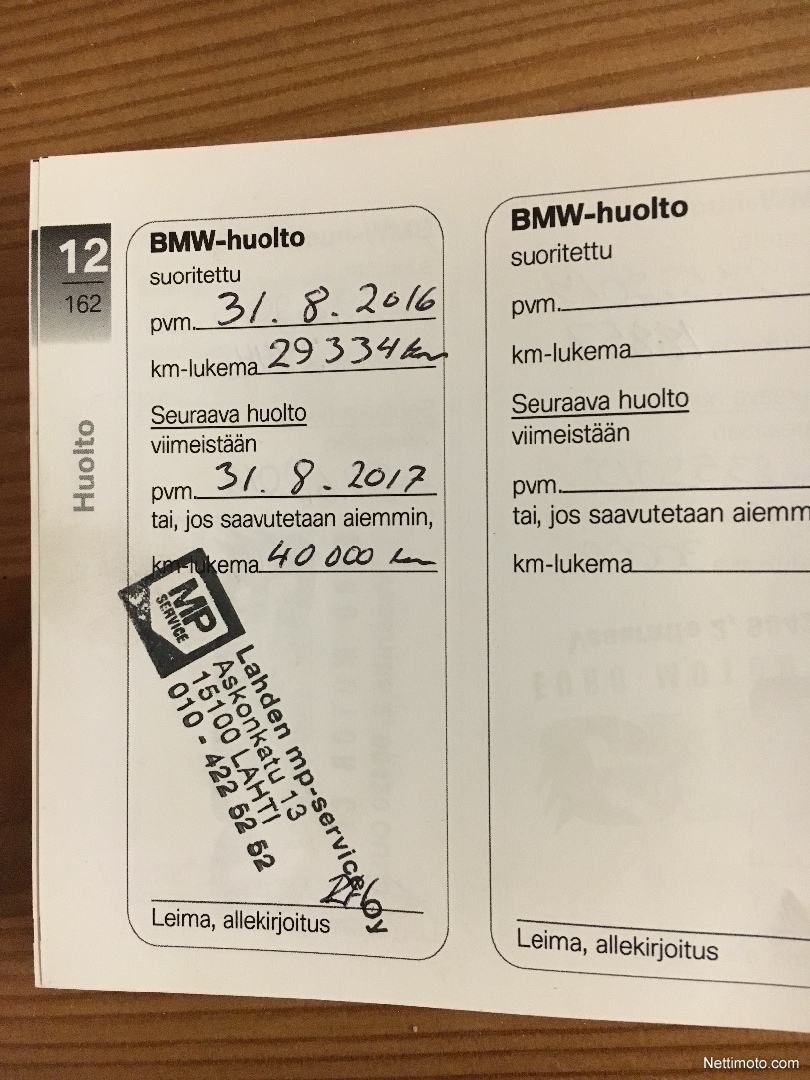 12
162
Huolto
BMW-huolto
suoritettu
pvm. 31. 8. 2016
km-lukema 29 334 km
Seuraava huolto
viimeistään
pvm. 31. 8. 2017
tai, jos saavutetaan aiemmin,
km-lukema 40 000 km
MP
SERVICE
Lahden mp-service Oy
Askonkatu 13
15100 LAHTI
010 - 422 52 52
Leima, allekirjoitus
BMW-huolto
suoritettu
pvm.
km-lukema
Seuraava huolto
viimeistään
pvm.
tai, jos saavutetaan aiemm
km-lukema
Leima, allekirjoitus
Nettimoto.com